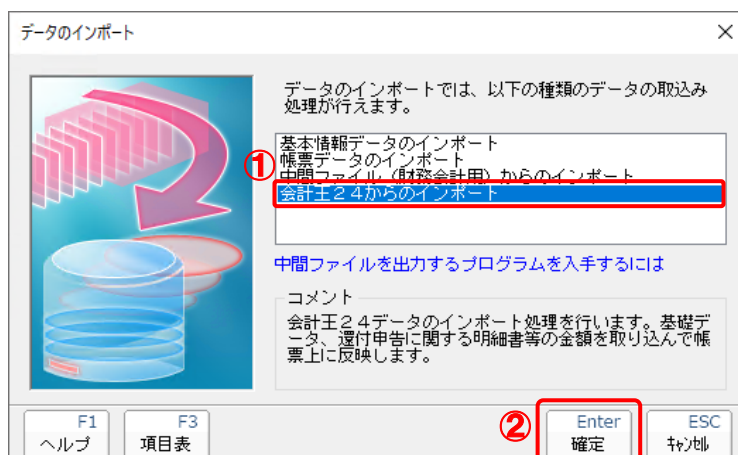 データのインポート
データのインポートでは、以下の種類のデータの取込み
処理が行えます。
①
基本情報データのインポート
帳票データのインポート
中間ファイル（財務会計用）からのインポート
会計王２４からのインポート
中間ファイルを出力するプログラムを入手するには
コメント
会計王２４データのインポート処理を行います。基礎デ
ータ、還付申告に関する明細書等の金額を取り込んで帳
票上に反映します。
F1
ヘルプ
F3
項目表
②
Enter
確定
ESC
ｷｬﾝｾﾙ